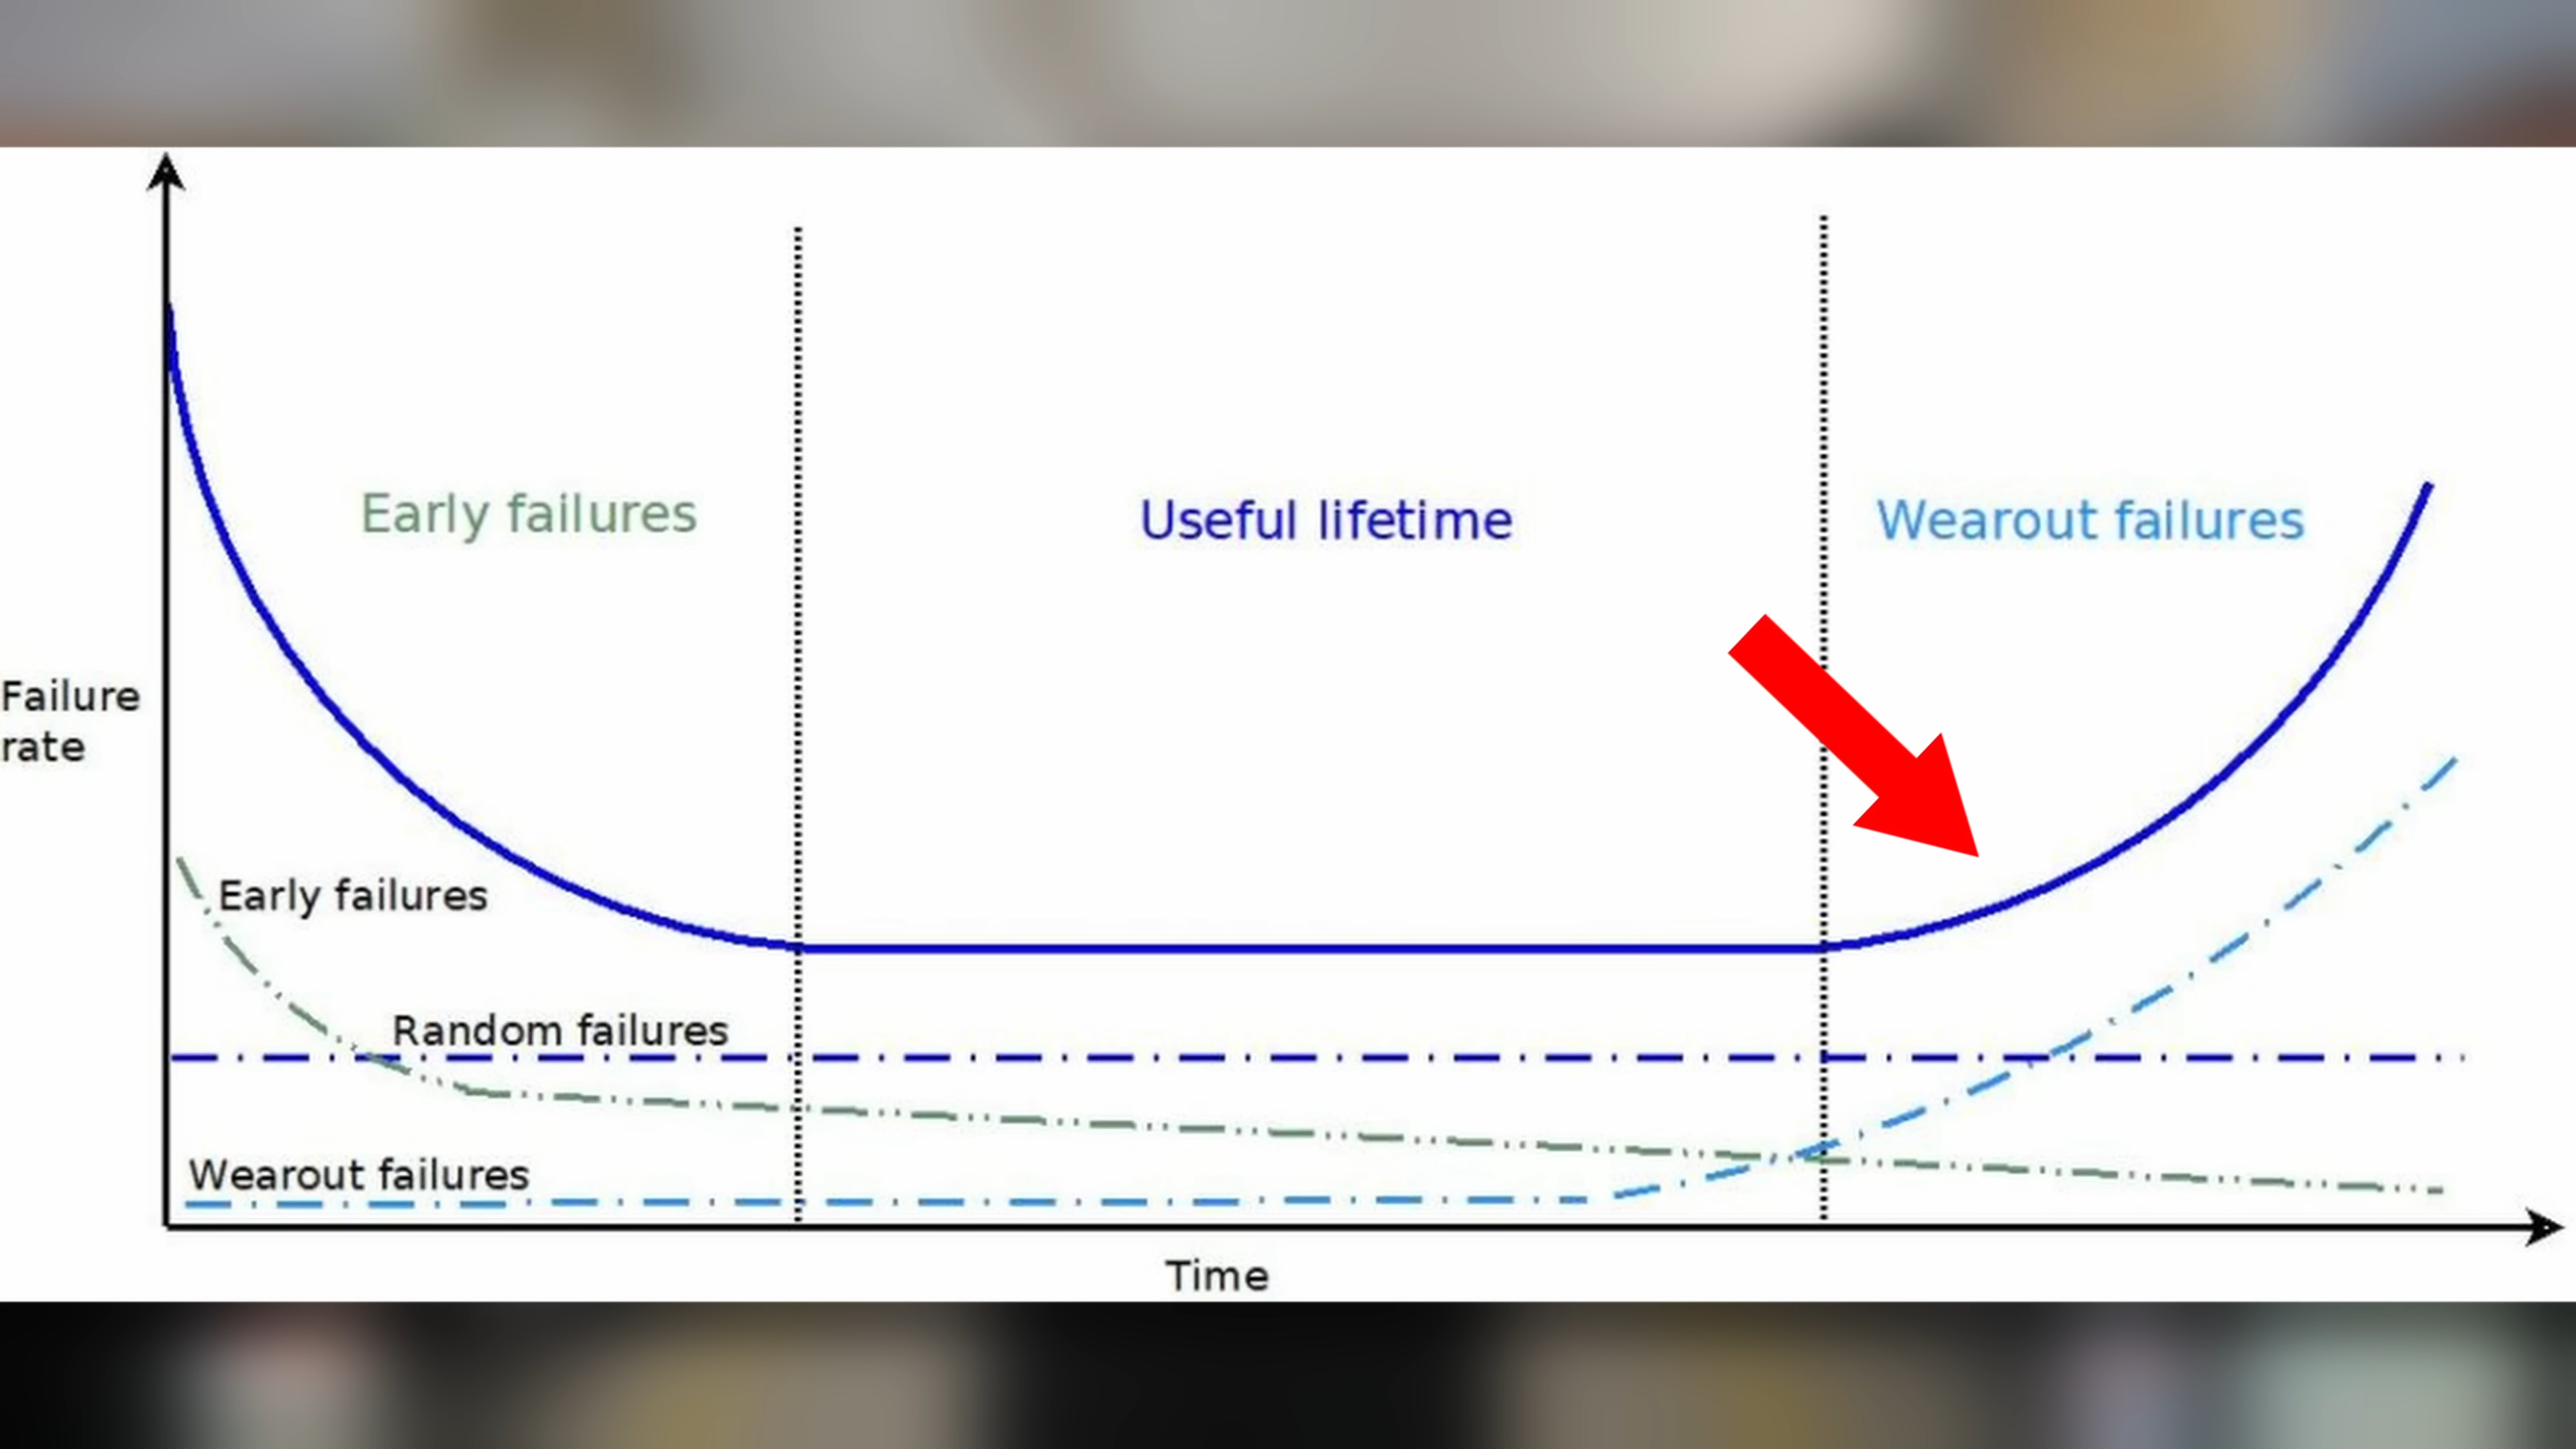 Early failures
Useful lifetime
Wearout failures
Failure
rate
Early failures
Random failures
Wearout failures
Time